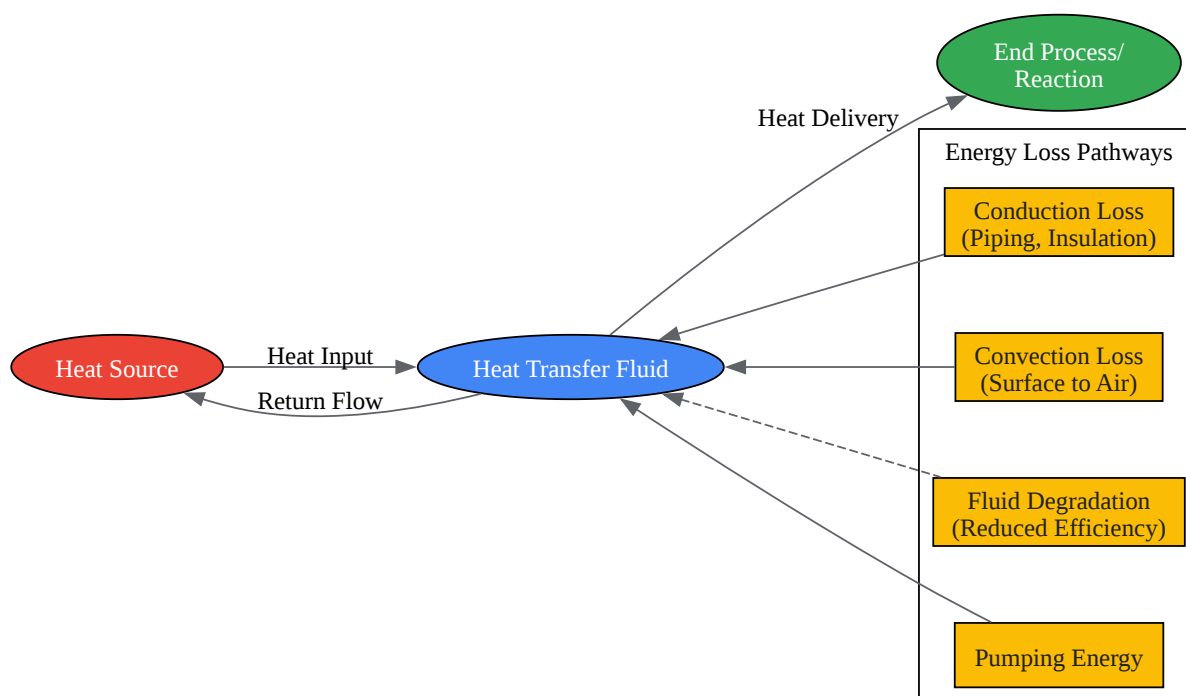 End Process/
Reaction
Heat Delivery
Energy Loss Pathways
Conduction Loss
(Piping, Insulation)
Heat Source
Heat Input
Return Flow
Heat Transfer Fluid
Convection Loss
(Surface to Air)
Fluid Degradation
(Reduced Efficiency)
Pumping Energy